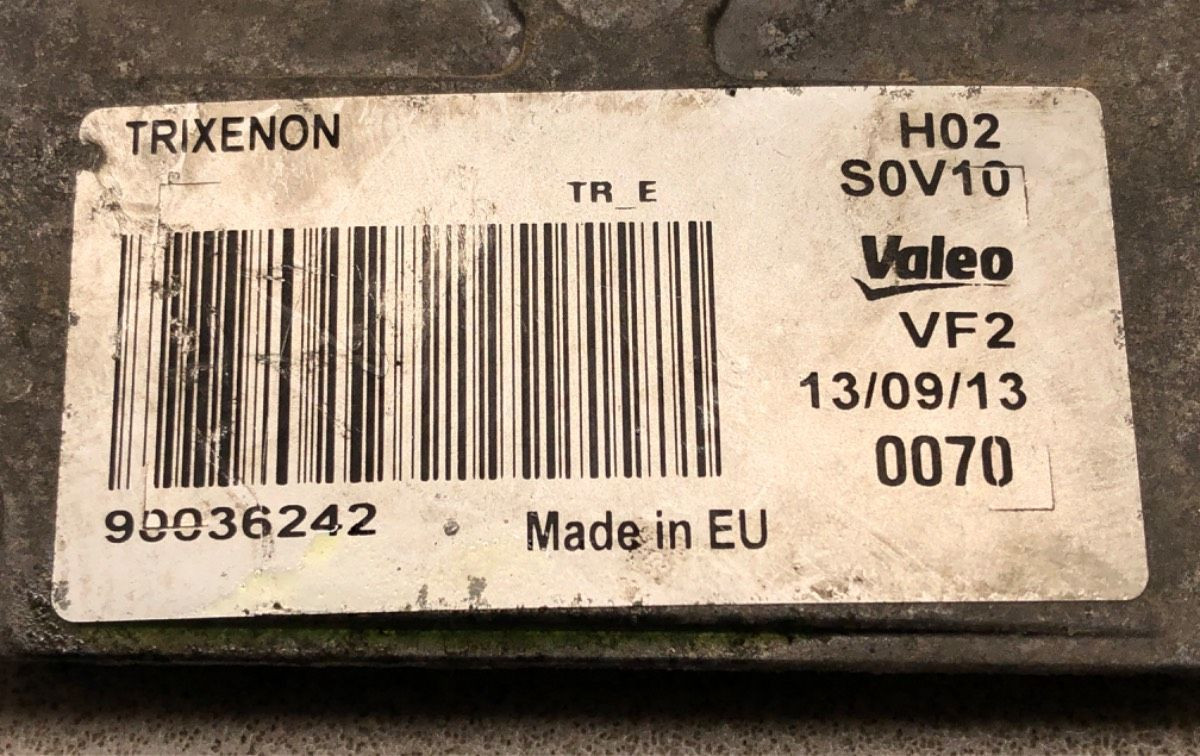 TRIXENON
H02
TR_E
S0V10
Valeo
VF2
13/09/13
0070
90036242
Made in EU